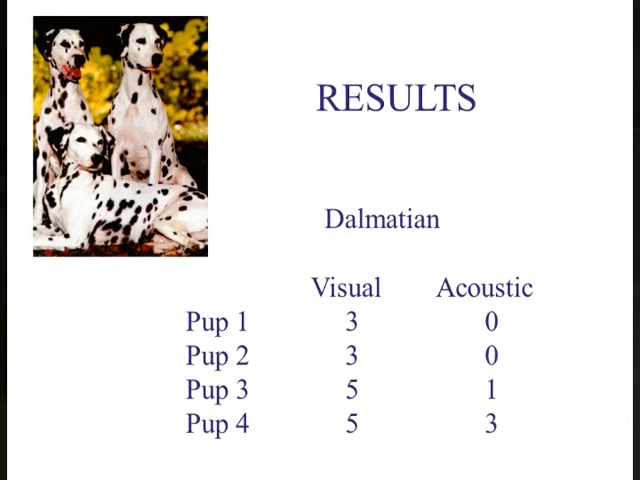 RESULTS
Dalmatian
Visual Acoustic
Pup 1 3 0
Pup 2 3 0
Pup 3 5 1
Pup 4 5 3